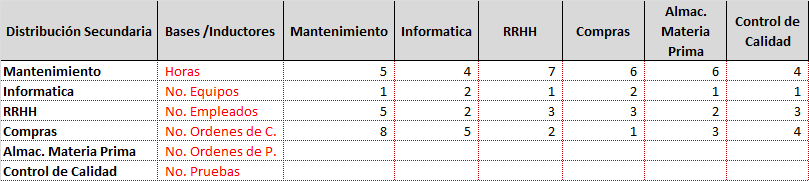 Distribución Secundaria Bases /Inductores Mantenimiento Informatica RRHH Compras Almac. Materia Prima Control de Calidad
Mantenimiento Horas 5 4 7 6 6 4
Informatica No. Equipos 1 2 1 2 1 1
RRHH No. Empleados 5 2 3 3 2 3
Compras No. Ordenes de C. 8 5 2 1 3 4
Almac. Materia Prima No. Ordenes de P.
Control de Calidad No. Pruebas